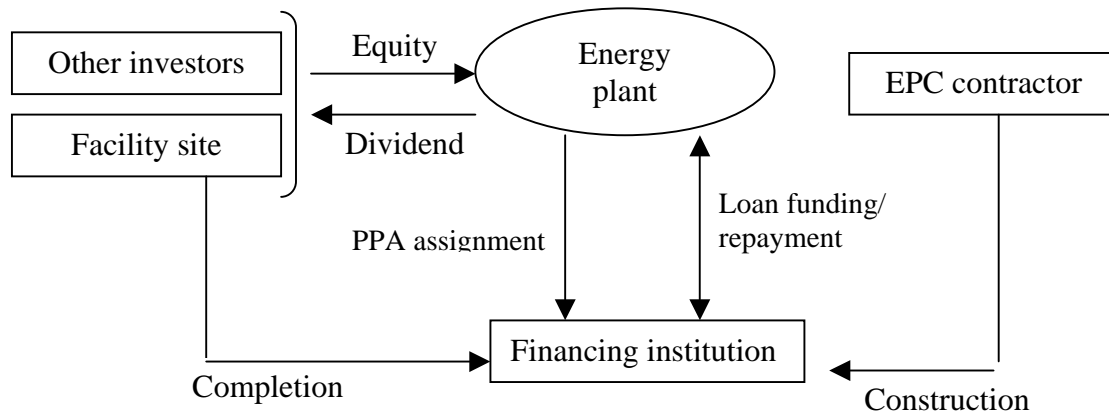 Other investors
Facility site
Equity
Dividend
Energy
plant
EPC contractor
PPA assignment
Loan funding/
repayment
Financing institution
Completion
Construction